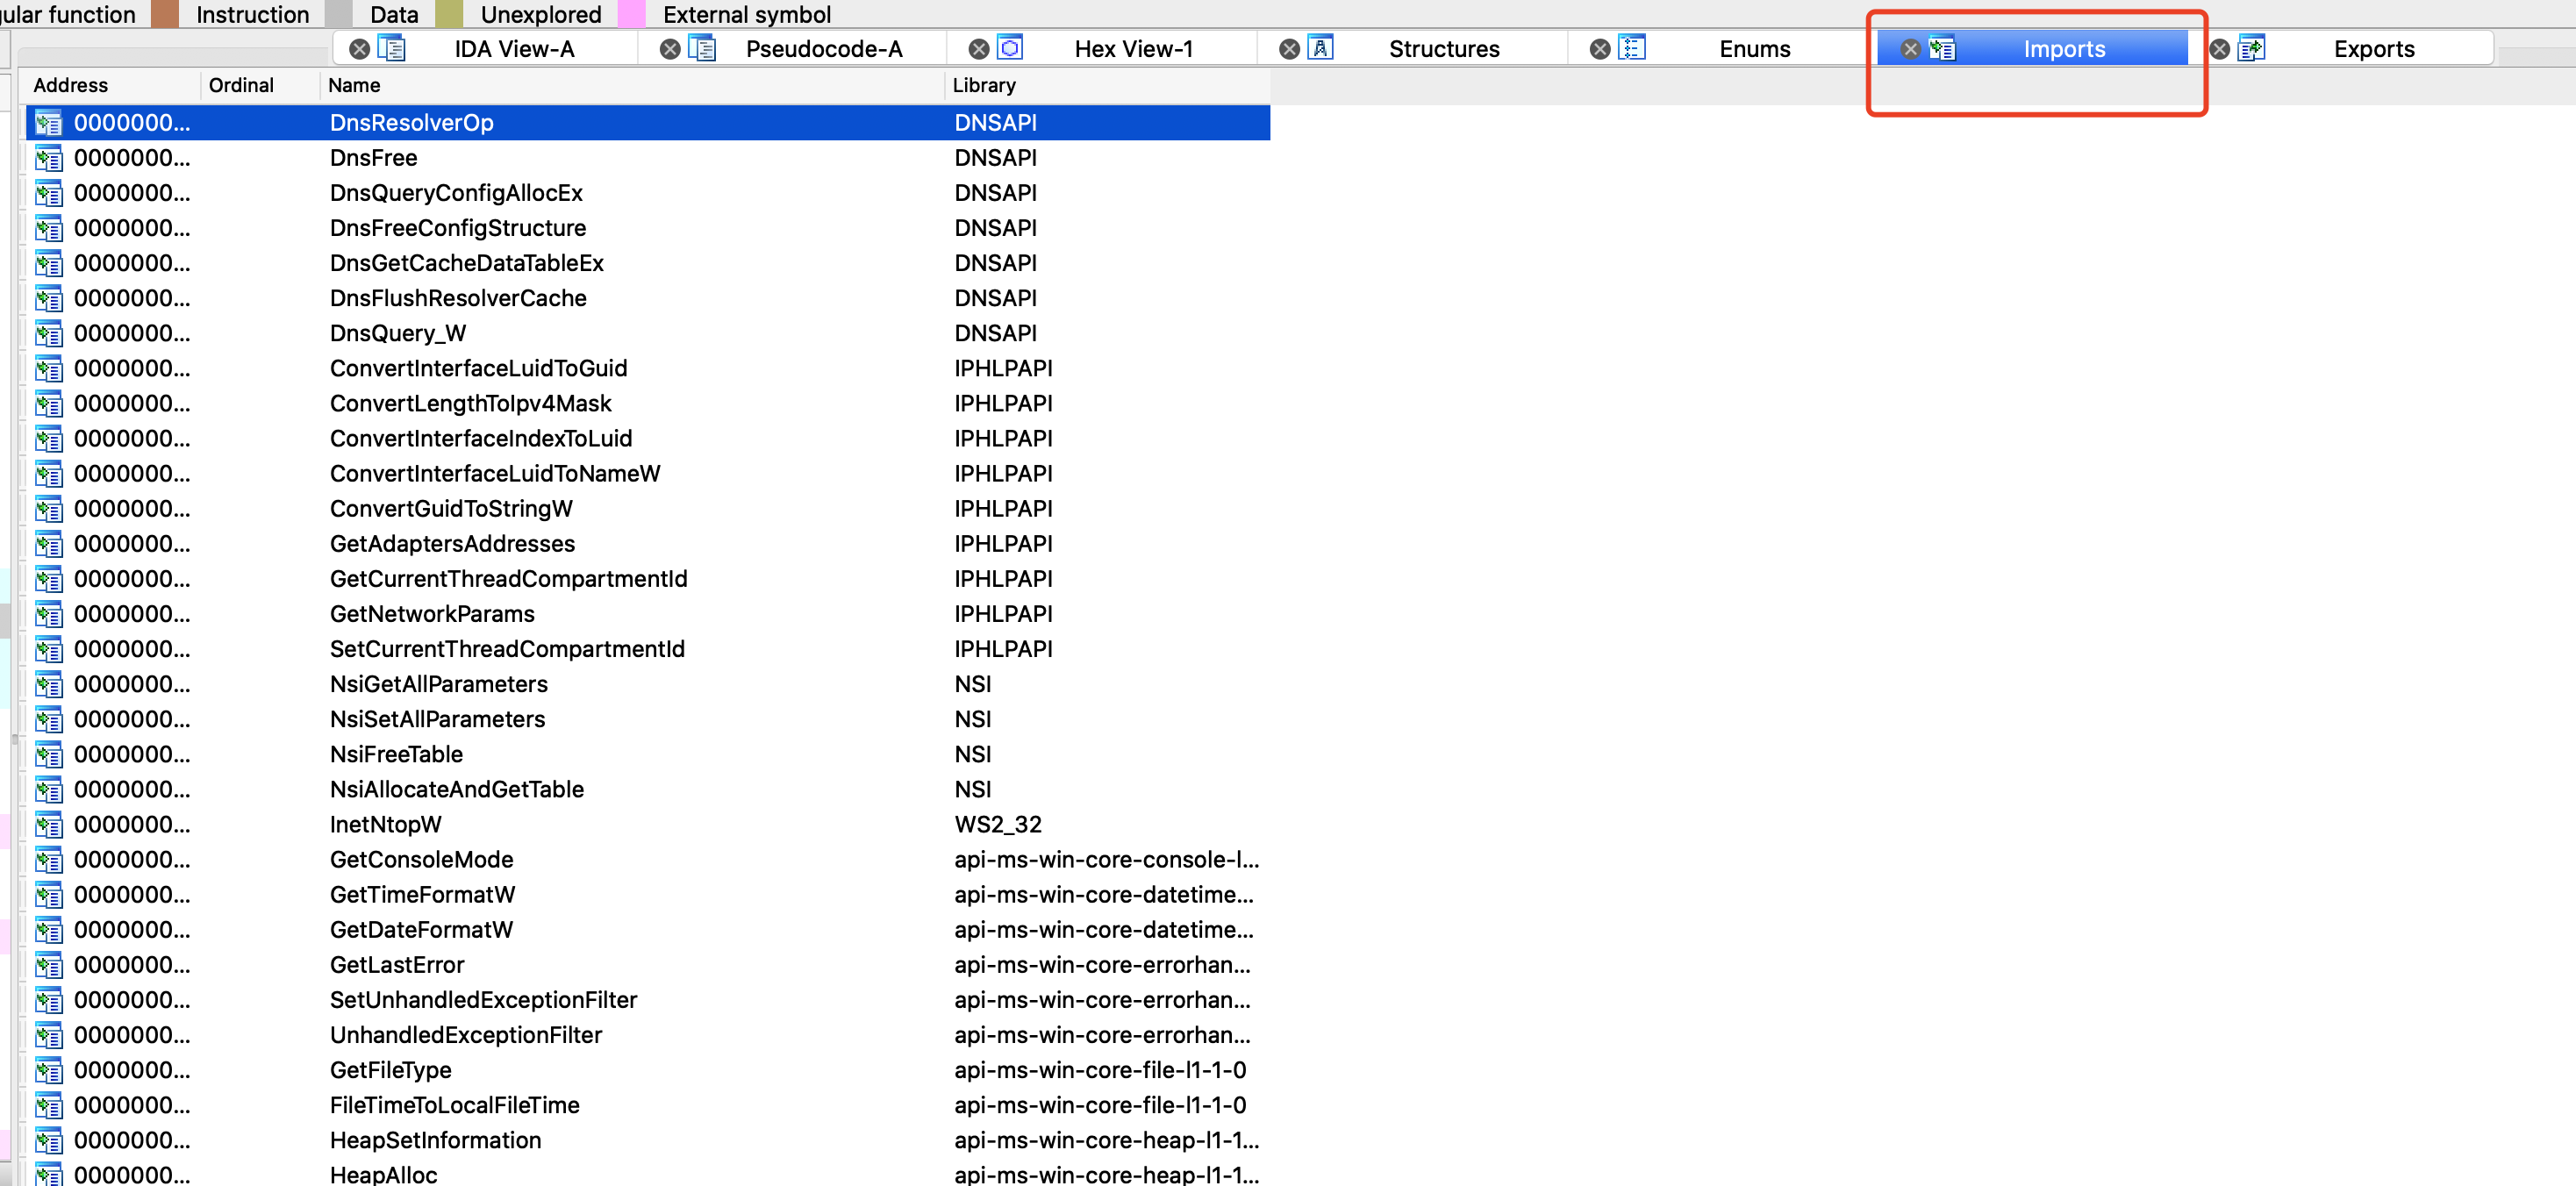 ular function Instruction Data Unexplored External symbol
IDA View-A Pseudocode-A Hex View-1 Structures Enums Imports Exports
Address Ordinal Name Library
0000000... DnsResolverOp DNSAPI
0000000... DnsFree DNSAPI
0000000... DnsQueryConfigAllocEx DNSAPI
0000000... DnsFreeConfigStructure DNSAPI
0000000... DnsGetCacheDataTableEx DNSAPI
0000000... DnsFlushResolverCache DNSAPI
0000000... DnsQuery_W DNSAPI
0000000... ConvertInterfaceLuidToGuid IPHLPAPI
0000000... ConvertLengthToIpv4Mask IPHLPAPI
0000000... ConvertInterfaceIndexToLuid IPHLPAPI
0000000... ConvertInterfaceLuidToNameW IPHLPAPI
0000000... ConvertGuidToStringW IPHLPAPI
0000000... GetAdaptersAddresses IPHLPAPI
0000000... GetCurrentThreadCompartmentId IPHLPAPI
0000000... GetNetworkParams IPHLPAPI
0000000... SetCurrentThreadCompartmentId IPHLPAPI
0000000... NsiGetAllParameters NSI
0000000... NsiSetAllParameters NSI
0000000... NsiFreeTable NSI
0000000... NsiAllocateAndGetTable NSI
0000000... InetNtopW WS2_32
0000000... GetConsoleMode api-ms-win-core-console-l...
0000000... GetTimeFormatW api-ms-win-core-datetime...
0000000... GetDateFormatW api-ms-win-core-datetime...
0000000... GetLastError api-ms-win-core-errorhan...
0000000... SetUnhandledExceptionFilter api-ms-win-core-errorhan...
0000000... UnhandledExceptionFilter api-ms-win-core-errorhan...
0000000... GetFileType api-ms-win-core-file-l1-1-0
0000000... FileTimeToLocalFileTime api-ms-win-core-file-l1-1-0
0000000... HeapSetInformation api-ms-win-core-heap-l1-1...
0000000... HeapAlloc api-ms-win-core-heap-l1-1...